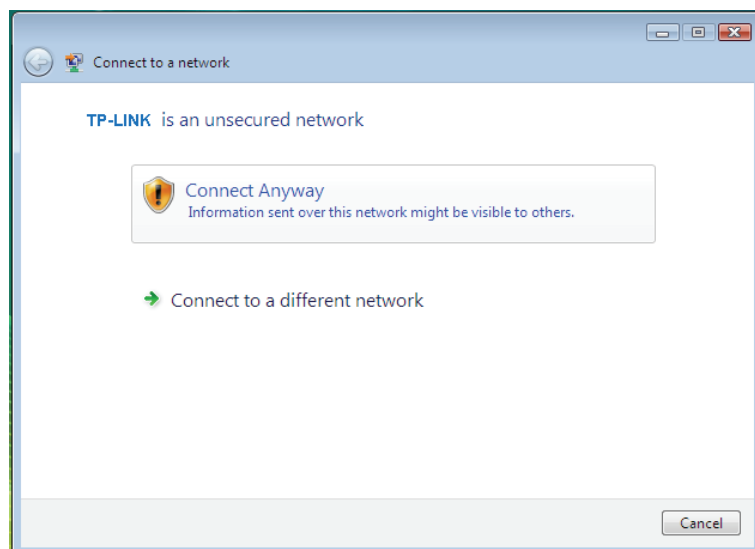 Connect to a network
TP-LINK is an unsecured network
Connect Anyway
Information sent over this network might be visible to others.
Connect to a different network
Cancel